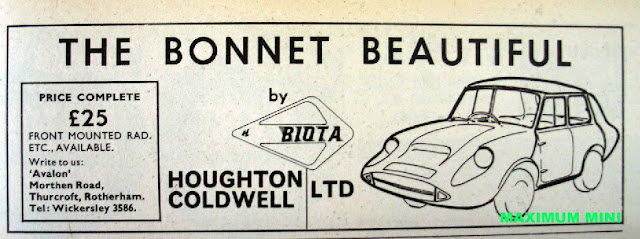 THE BONNET BEAUTIFUL
PRICE COMPLETE
£25
FRONT MOUNTED RAD.
ETC., AVAILABLE.
Write to us:
'Avalon'
Morthen Road,
Thurcroft, Rotherham.
Tel: Wickersley 3586.
by
BIOTA
HOUGHTON
COLDWELL LTD
MAXIMUM MINI